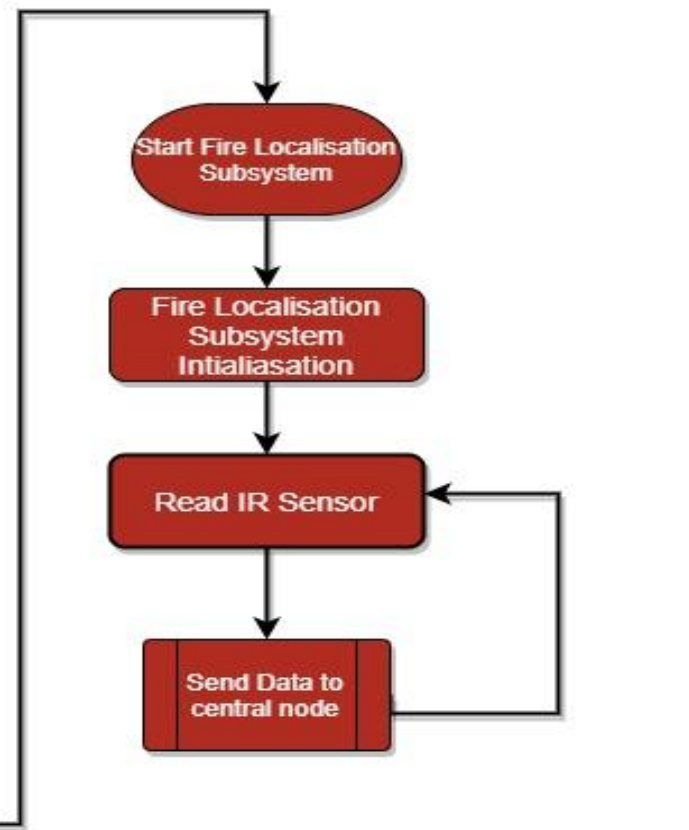 Start Fire Localisation
Subsystem
Fire Localisation
Subsystem
Intialiasation
Read IR Sensor
Send Data to
central node